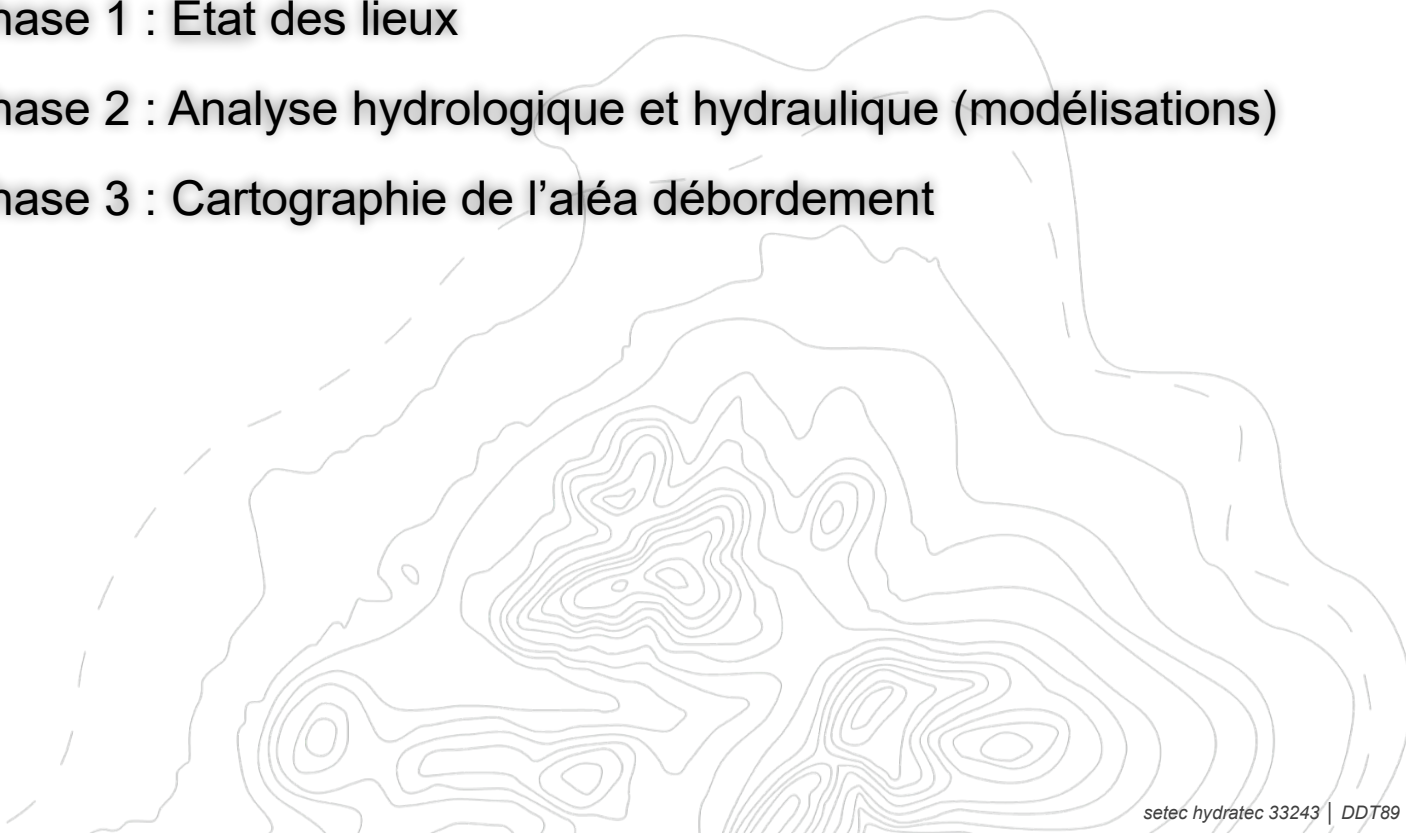 hase 1 : Etat des lieux
hase 2 : Analyse hydrologique et hydraulique (modélisations)
hase 3 : Cartographie de l’aléa débordement
setec hydratec 33243 | DDT89